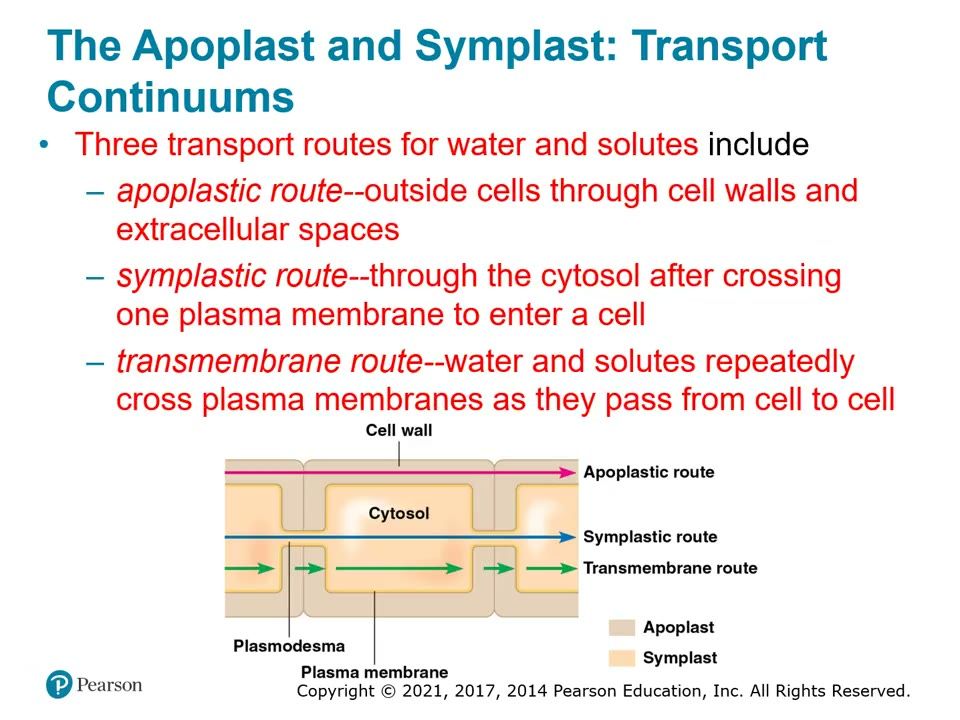 The Apoplast and Symplast: Transport
Continuums
• Three transport routes for water and solutes include
– apoplastic route--outside cells through cell walls and
extracellular spaces
– symplastic route--through the cytosol after crossing
one plasma membrane to enter a cell
– transmembrane route--water and solutes repeatedly
cross plasma membranes as they pass from cell to cell
Cell wall
Apoplastic route
Cytosol
Symplastic route
Transmembrane route
Apoplast
Plasmodesma
Symplast
Plasma membrane
P Pearson
Copyright © 2021, 2017, 2014 Pearson Education, Inc. All Rights Reserved.